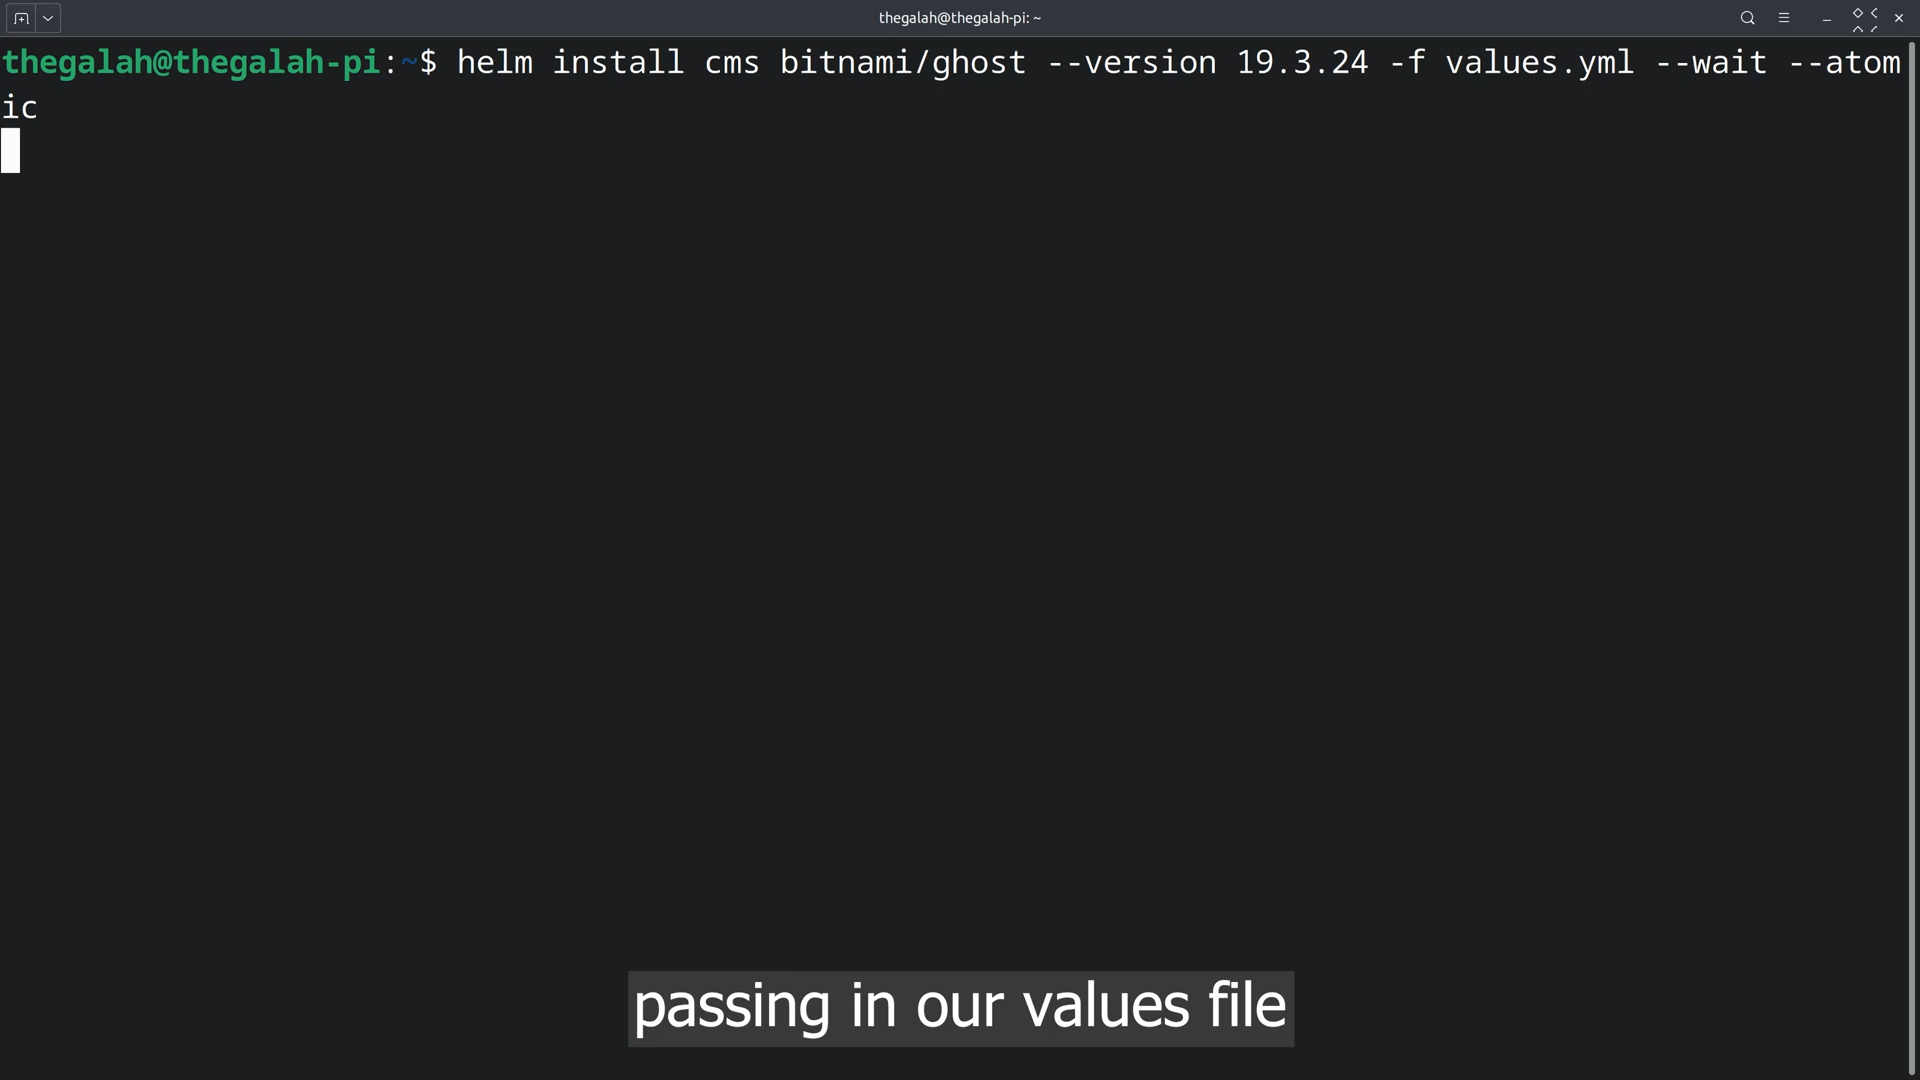 thegalah@thegalah-pi: ~
thegalah@thegalah-pi:~$ helm install cms bitnami/ghost --version 19.3.24 -f values.yml --wait --atom
ic
passing in our values file